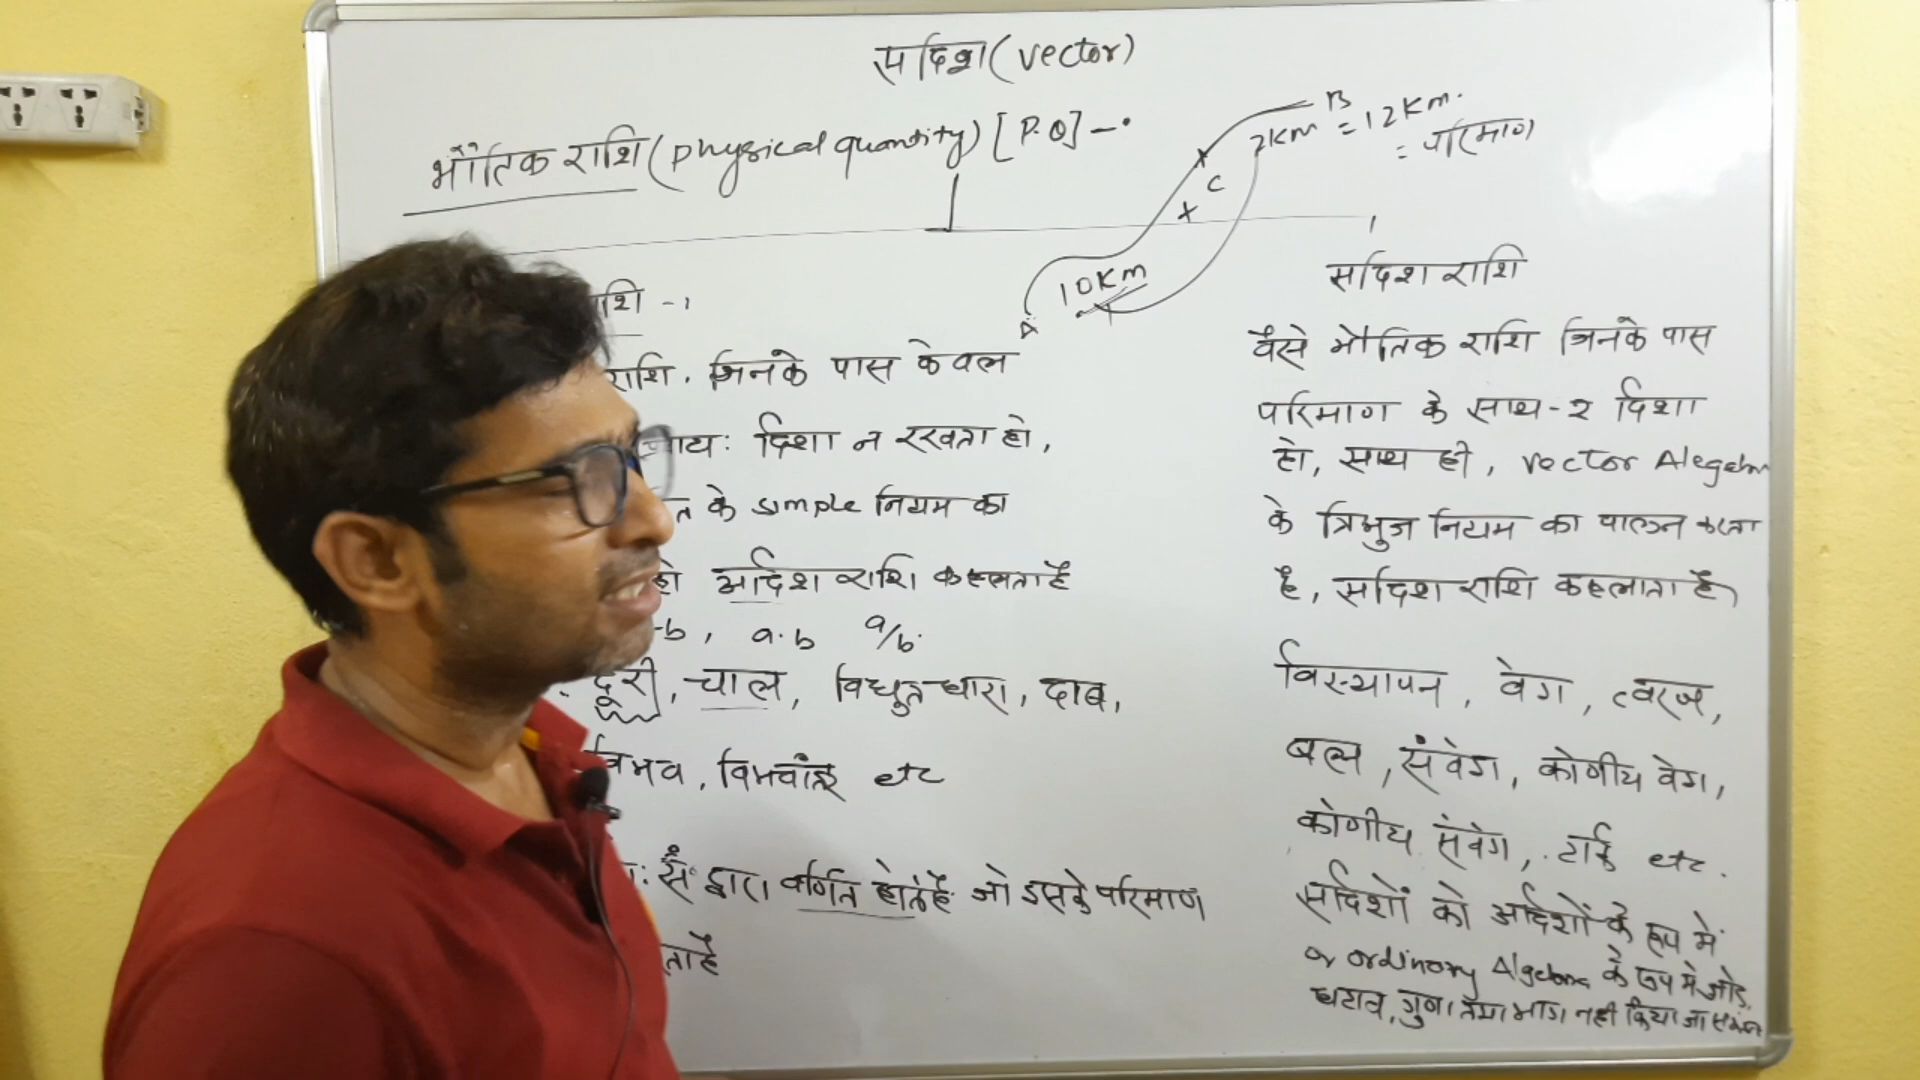 सदिश (vector)
भौतिक राशि (physical quantity) [P.Q] -
B
2km = 12km.
= परिमाण
C
10km
A
राशि -
राशि, जिनके पास केवल
दिशा न रखता हो,
के simple नियम का
हो अदिश राशि कहलाता है
-b, a.b a/b.
दूरी, चाल, विधुत धारा, दाब,
विभव, विभवांतर etc
सं॰ द्वारा वर्णित होते हैं जो इसके परिमाण
ता है
सदिश राशि
वैसे भौतिक राशि जिनके पास
परिमाण के साथ-2 दिशा
हो, साथ ही, vector Alegebra
के त्रिभुज नियम का पालन करता
है, सदिश राशि कहलाता है
विस्थापन, वेग, त्वरण,
बल, संवेग, कोणीय वेग,
कोणीय संवेग, टार्क etc.
सदिशों को अदिशों के रूप में
or ordinary Algebra के रूप मे जोड़,
घटाव, गुणा तथा भाग नही किया जा सकता